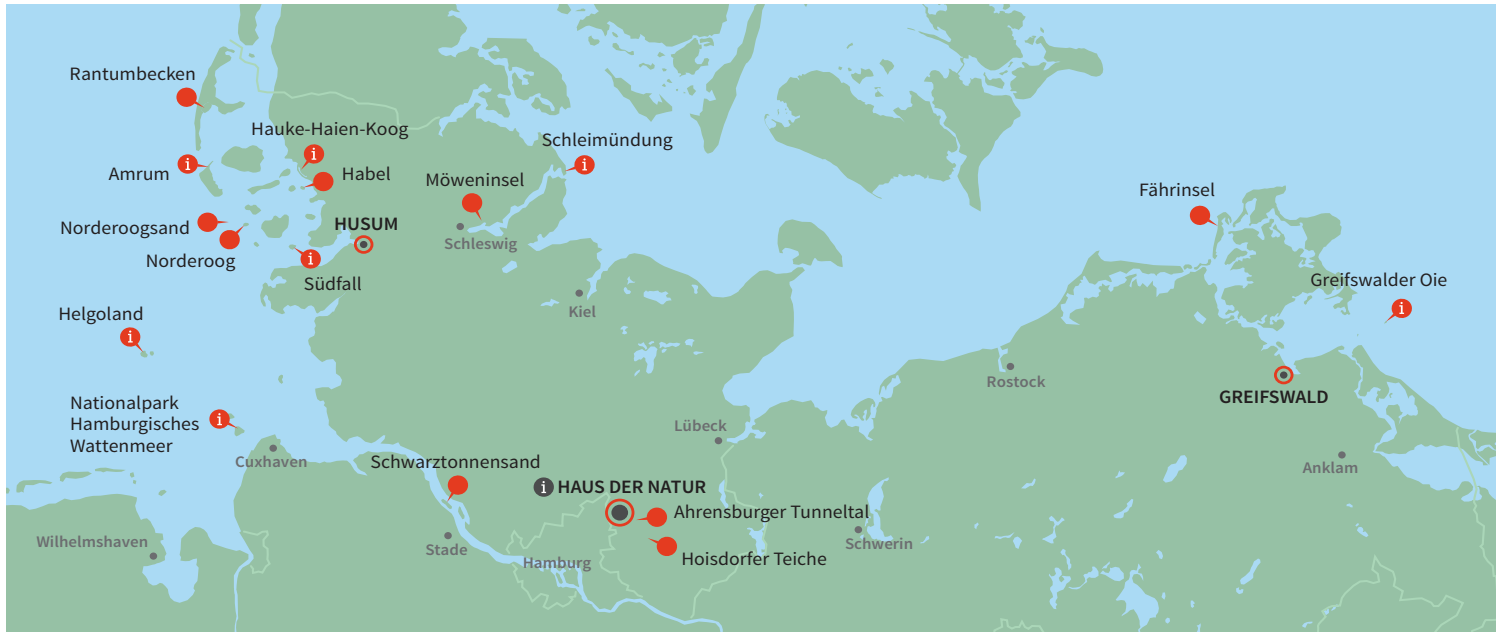 Rantumbecken
Hauke-Haien-Koog
Schleimündung
Amrum
Habel
Möweninsel
Fährinsel
Norderoogsand
HUSUM
Schleswig
Norderoog
Südfall
Greifswalder Oie
Helgoland
Kiel
Rostock
GREIFSWALD
Nationalpark
Hamburgisches
Wattenmeer
Lübeck
Cuxhaven
Schwarztonnensand
Anklam
HAUS DER NATUR
Ahrensburger Tunneltal
Wilhelmshaven
Stade
Schwerin
Hamburg
Hoisdorfer Teiche
i
i
i
i
i
i
i
i